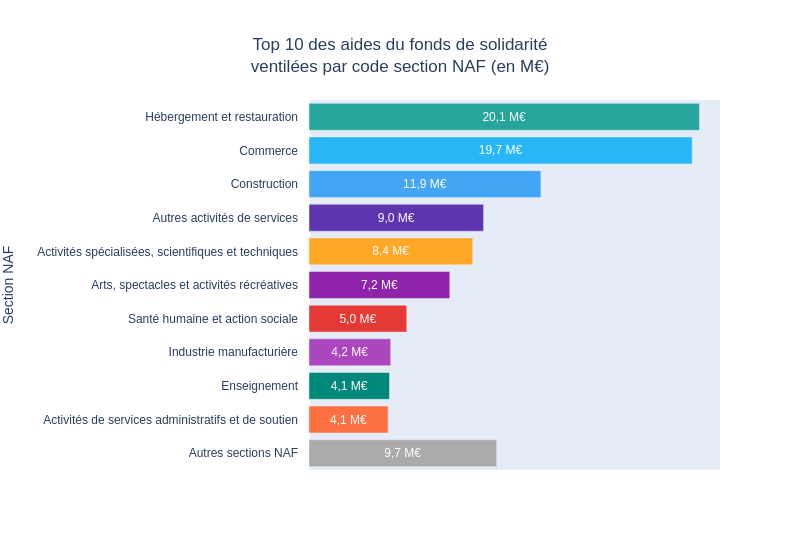 Top 10 des aides du fonds de solidarité
ventilées par code section NAF (en M€)
Section NAF
Hébergement et restauration 20,1 M€
Commerce 19,7 M€
Construction 11,9 M€
Autres activités de services 9,0 M€
Activités spécialisées, scientifiques et techniques 8,4 M€
Arts, spectacles et activités récréatives 7,2 M€
Santé humaine et action sociale 5,0 M€
Industrie manufacturière 4,2 M€
Enseignement 4,1 M€
Activités de services administratifs et de soutien 4,1 M€
Autres sections NAF 9,7 M€